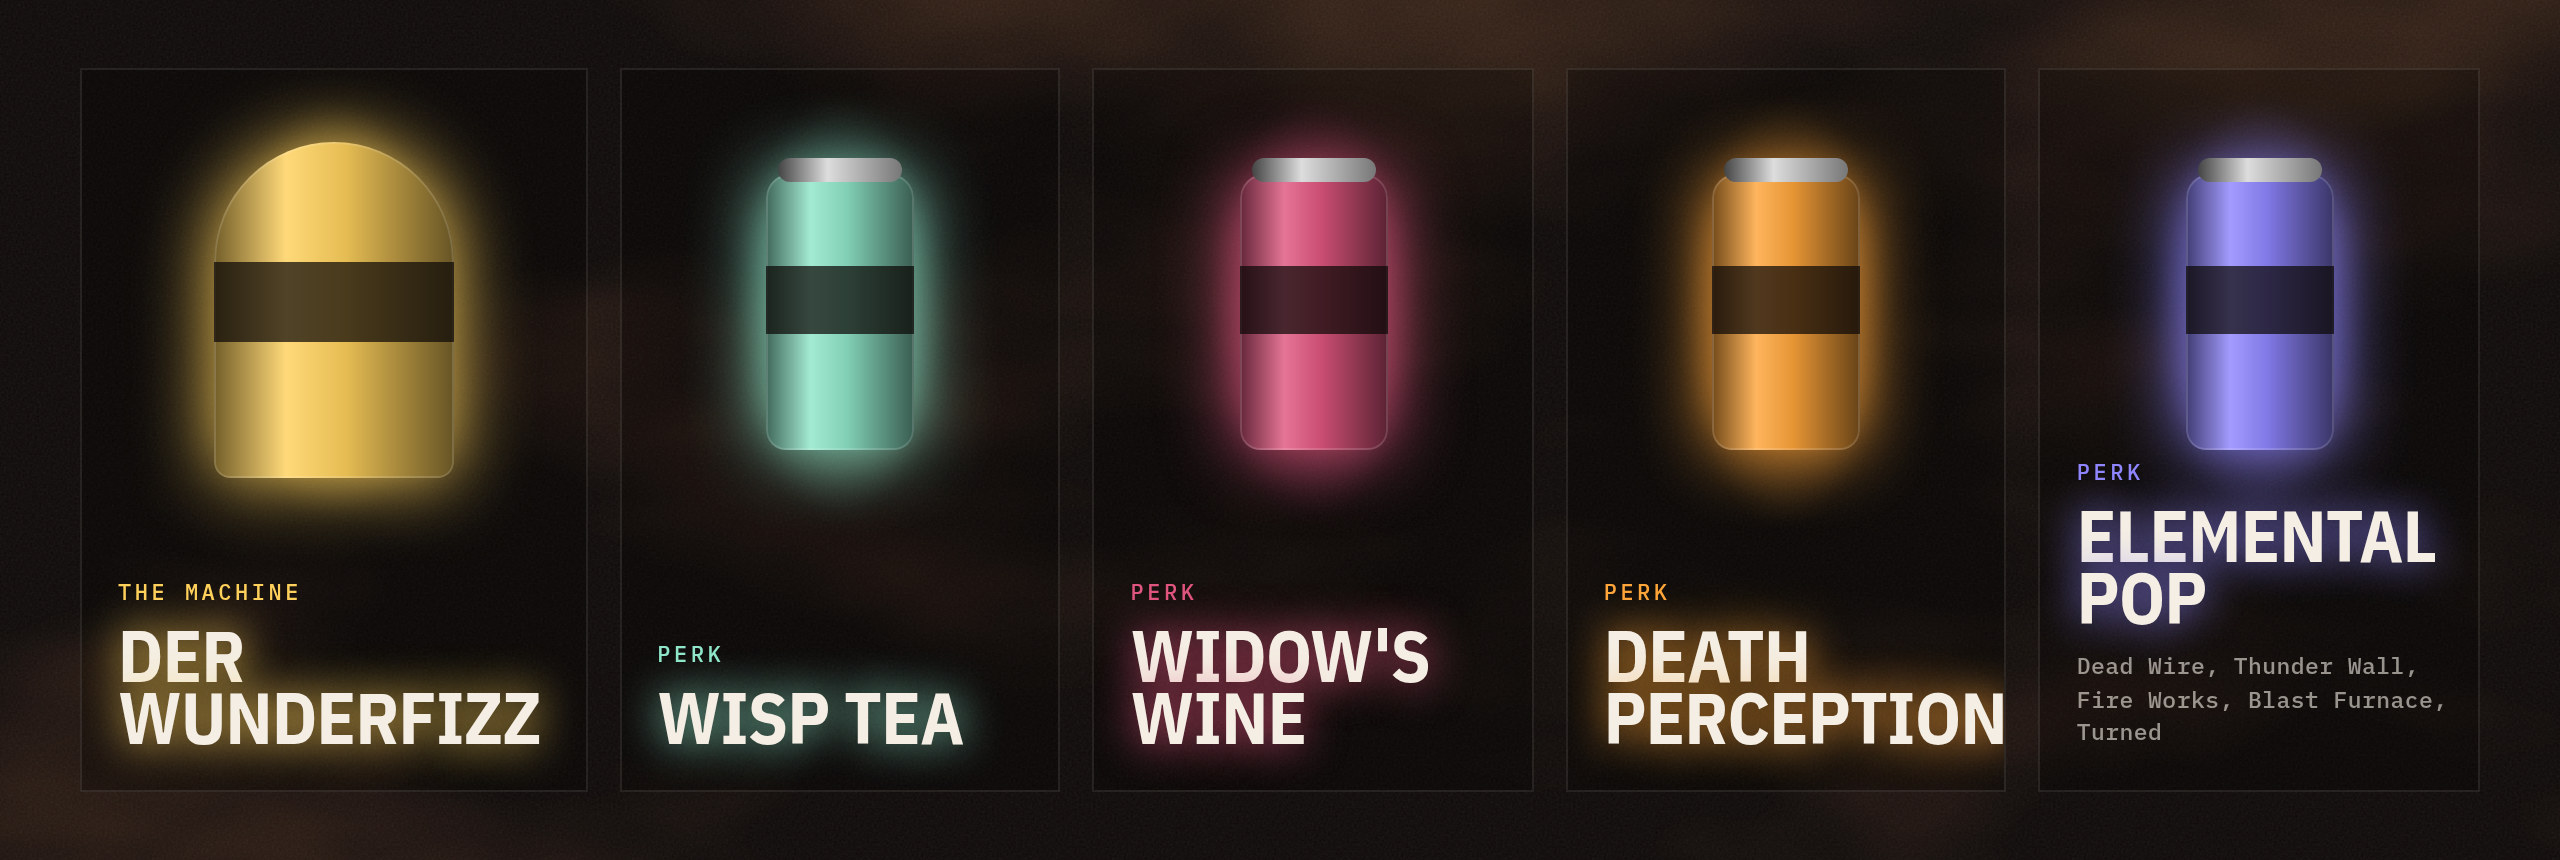 THE MACHINE
DER
WUNDERFIZZ
PERK
WISP TEA
PERK
WIDOW'S
WINE
PERK
DEATH
PERCEPTION
PERK
ELEMENTAL
POP
Dead Wire, Thunder Wall,
Fire Works, Blast Furnace,
Turned